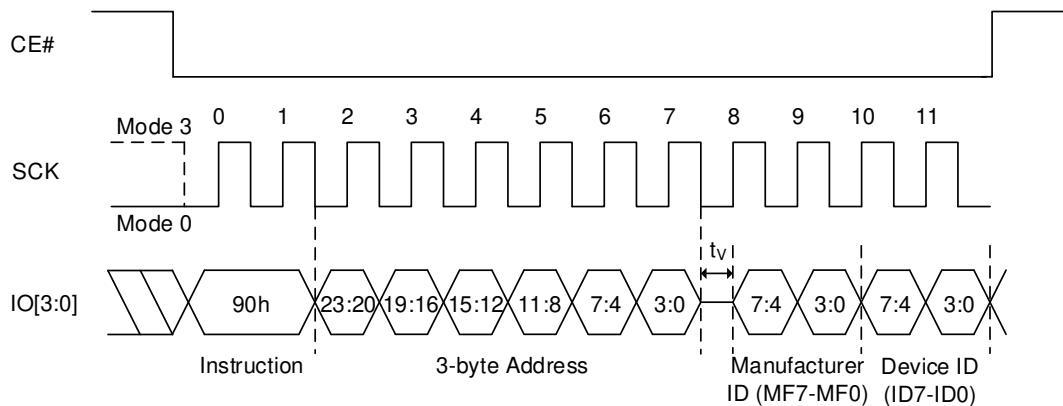 CE#
0 1 2 3 4 5 6 7 8 9 10 11
Mode 3
SCK
Mode 0
tV
IO[3:0] 90h 23:20 19:16 15:12 11:8 7:4 3:0 7:4 3:0 7:4 3:0
Instruction 3-byte Address Manufacturer Device ID
ID (MF7-MF0) (ID7-ID0)